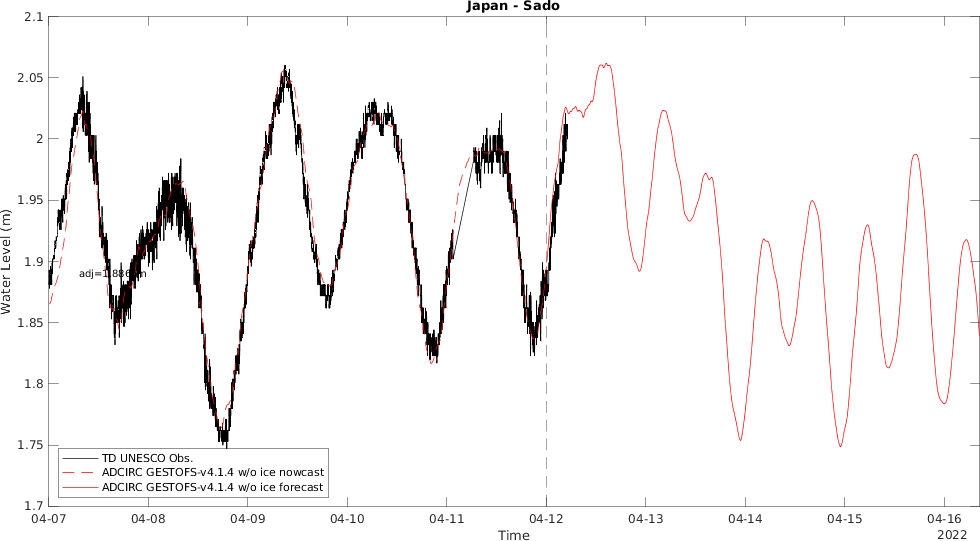 Japan - Sado
2.1
2.05
2
1.95
1.9
1.85
1.8
1.75
1.7
Water Level (m)
TD UNESCO Obs.
ADCIRC GESTOFS-v4.1.4 w/o ice nowcast
ADCIRC GESTOFS-v4.1.4 w/o ice forecast
04-07 04-08 04-09 04-10 04-11 04-12 04-13 04-14 04-15 04-16
Time
2022